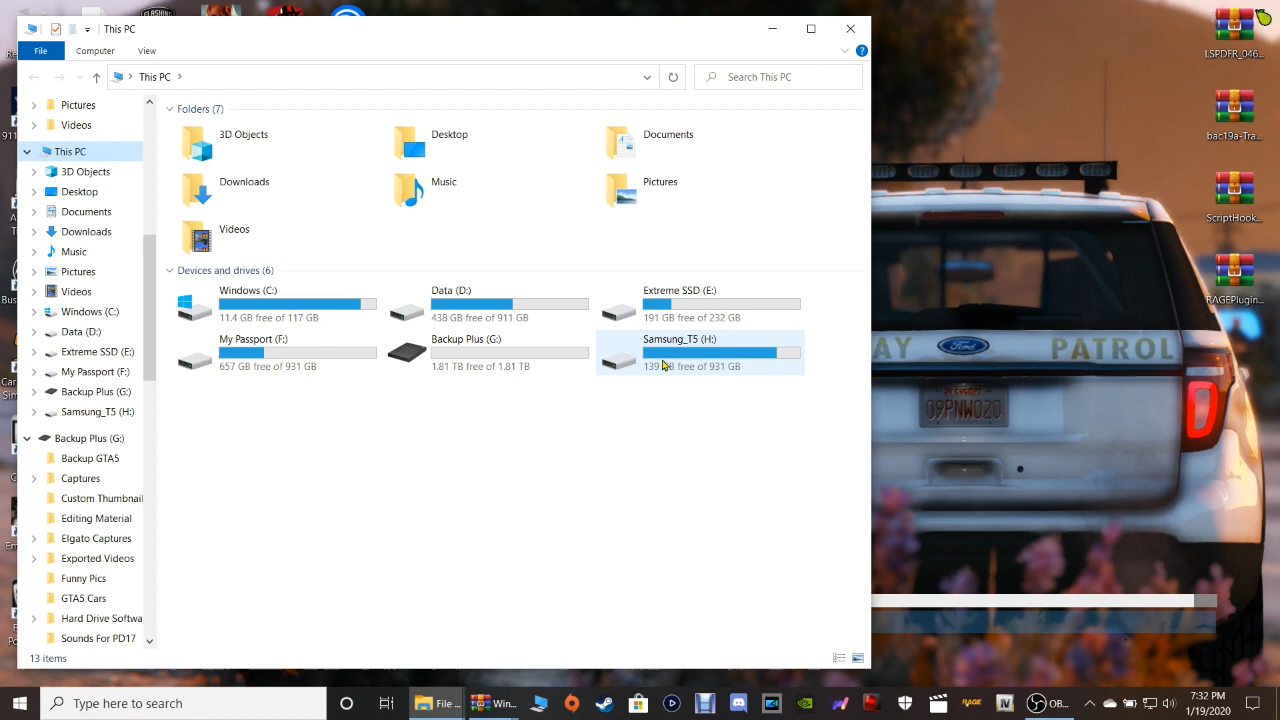 This PC
File
Computer
View
This PC
Search This PC
Pictures
Videos
This PC
3D Objects
Desktop
Documents
Downloads
Music
Pictures
Videos
Windows (C:)
Data (D:)
Extreme SSD (E:)
My Passport (F:)
Backup Plus (G:)
Samsung_T5 (H:)
Backup Plus (G:)
Backup GTA5
Captures
Custom Thumbnai
Editing Material
Elgato Captures
Exported Videos
Funny Pics
GTA5 Cars
Hard Drive Softwa
Sounds For PD17
Folders (7)
3D Objects
Desktop
Documents
Downloads
Music
Pictures
Videos
Devices and drives (6)
Windows (C:)
11.4 GB free of 117 GB
Data (D:)
438 GB free of 911 GB
Extreme SSD (E:)
191 GB free of 232 GB
My Passport (F:)
657 GB free of 931 GB
Backup Plus (G:)
1.81 TB free of 1.81 TB
Samsung_T5 (H:)
139 GB free of 931 GB
13 items
LSPDFR_046...
bac19a-Tra...
ScriptHook...
RAGEPlugin...
AY PATROL
Ford
09PNW020
Type here to search
File ...
Win...
RAGE
OB...
7:32 PM
1/19/2020